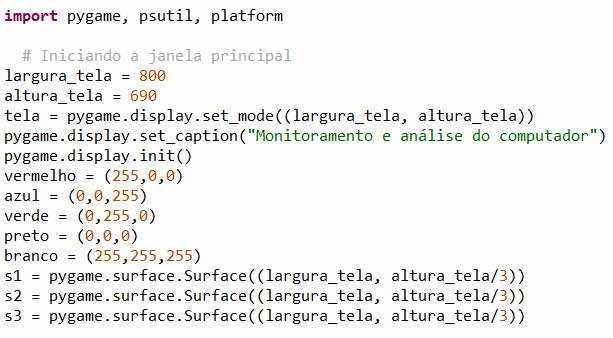 import pygame, psutil, platform
# Iniciando a janela principal
largura_tela = 800
altura_tela = 690
tela = pygame.display.set_mode((largura_tela, altura_tela))
pygame.display.set_caption("Monitoramento e análise do computador")
pygame.display.init()
vermelho = (255,0,0)
azul = (0,0,255)
verde = (0,255,0)
preto = (0,0,0)
branco = (255,255,255)
s1 = pygame.surface.Surface((largura_tela, altura_tela/3))
s2 = pygame.surface.Surface((largura_tela, altura_tela/3))
s3 = pygame.surface.Surface((largura_tela, altura_tela/3))